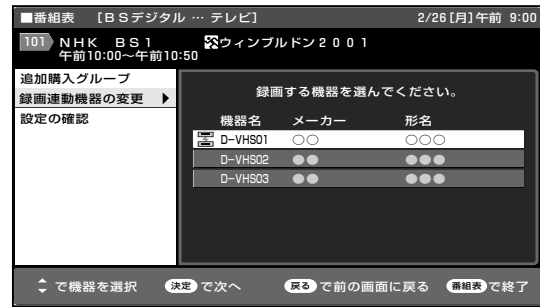 ■番組表　[BSデジタル … テレビ]　2/26[月]午前 9:00
101 NHK　BS1　ウィンブルドン2001
午前10:00～午前10:50
追加購入グループ
録画連動機器の変更 ▶
設定の確認
録画する機器を選んでください。
機器名　メーカー　形名
D-VHS01　○○　○○○
D-VHS02　●●　●●●
D-VHS03　●●　●●●
で機器を選択　決定 で次へ　戻る で前の画面に戻る　番組表 で終了